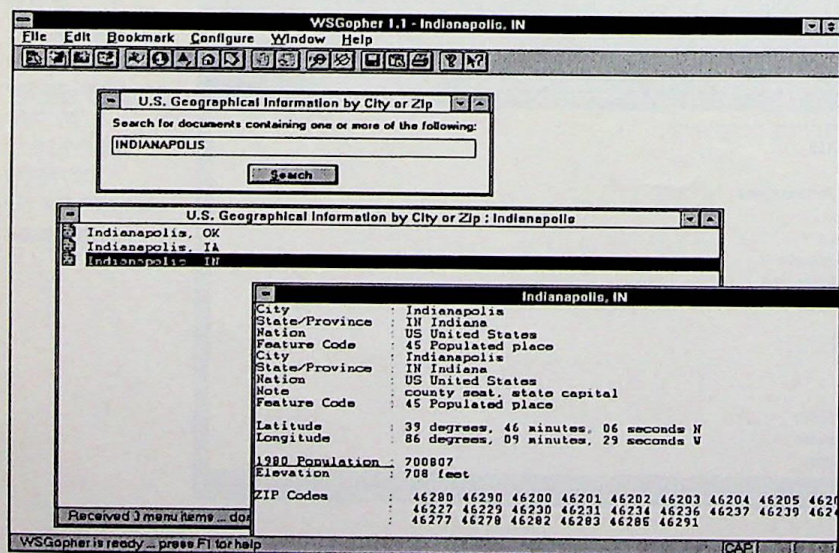 WSGopher 1.1 - Indianapolis, IN
File Edit Bookmark Configure Window Help
U.S. Geographical Information by City or Zip
Search for documents containing one or more of the following:
INDIANAPOLIS
Search
U.S. Geographical Information by City or Zip : Indianapolis
Indianapolis, OK
Indianapolis, IA
Indianapolis, IN
Indianapolis, IN
City : Indianapolis
State/Province : IN Indiana
Nation : US United States
Feature Code : 45 Populated place
City : Indianapolis
State/Province : IN Indiana
Nation : US United States
Note : county seat, state capital
Feature Code : 45 Populated place
Latitude : 39 degrees, 46 minutes, 06 seconds N
Longitude : 86 degrees, 09 minutes, 29 seconds W
1980 Population : 700807
Elevation : 708 feet
ZIP Codes : 46280 46290 46200 46201 46202 46203 46204 46205
46227 46229 46230 46231 46234 46236 46237 46239
46277 46278 46282 46283 46285 46291
Received 3 menu items ...
WSGopher is ready ... press F1 for help
CAP